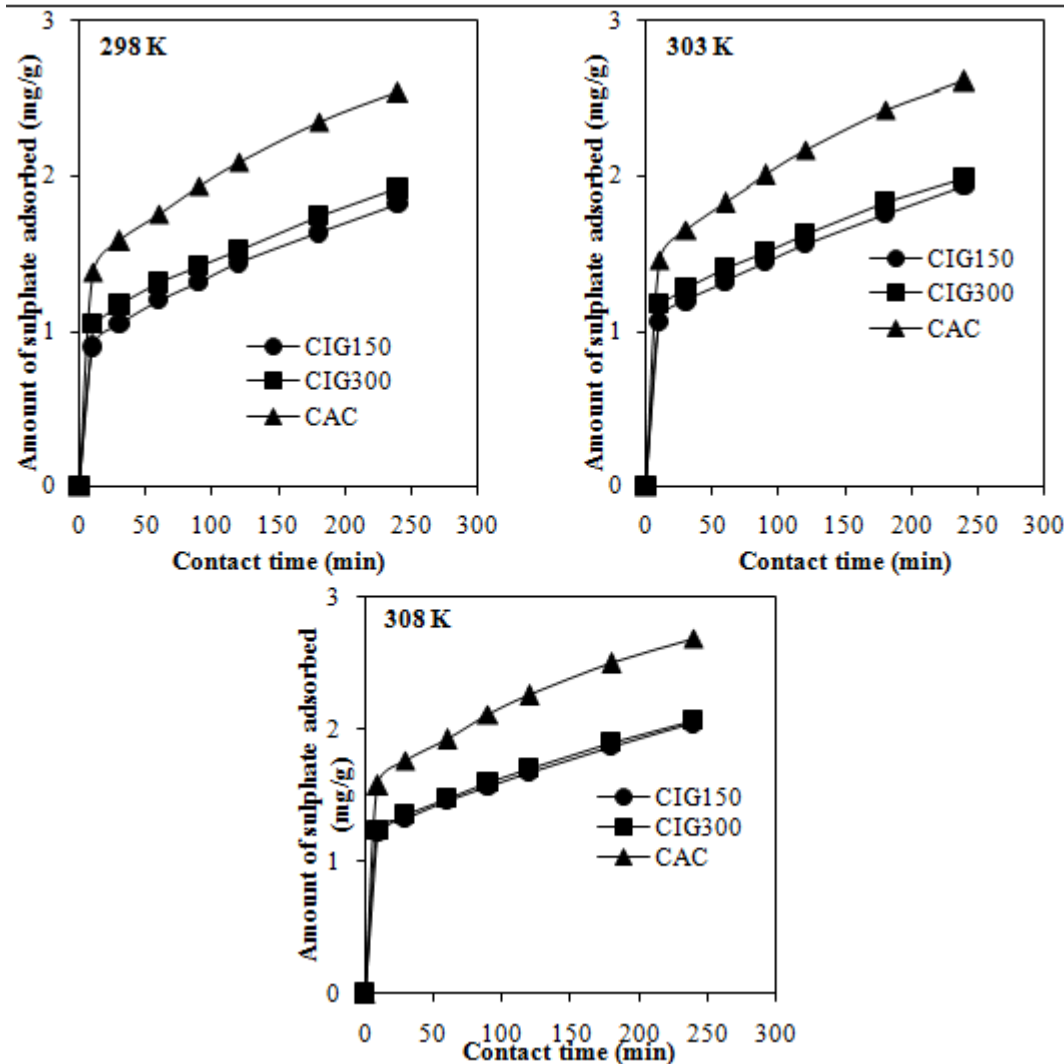 298 K
Amount of sulphate adsorbed (mg/g)
3
2
1
0
CIG150
CIG300
CAC
0 50 100 150 200 250 300
Contact time (min)
303 K
Amount of sulphate adsorbed (mg/g)
3
2
1
0
CIG150
CIG300
CAC
0 50 100 150 200 250 300
Contact time (min)
308 K
Amount of sulphate adsorbed
(mg/g)
3
2
1
0
CIG150
CIG300
CAC
0 50 100 150 200 250 300
Contact time (min)